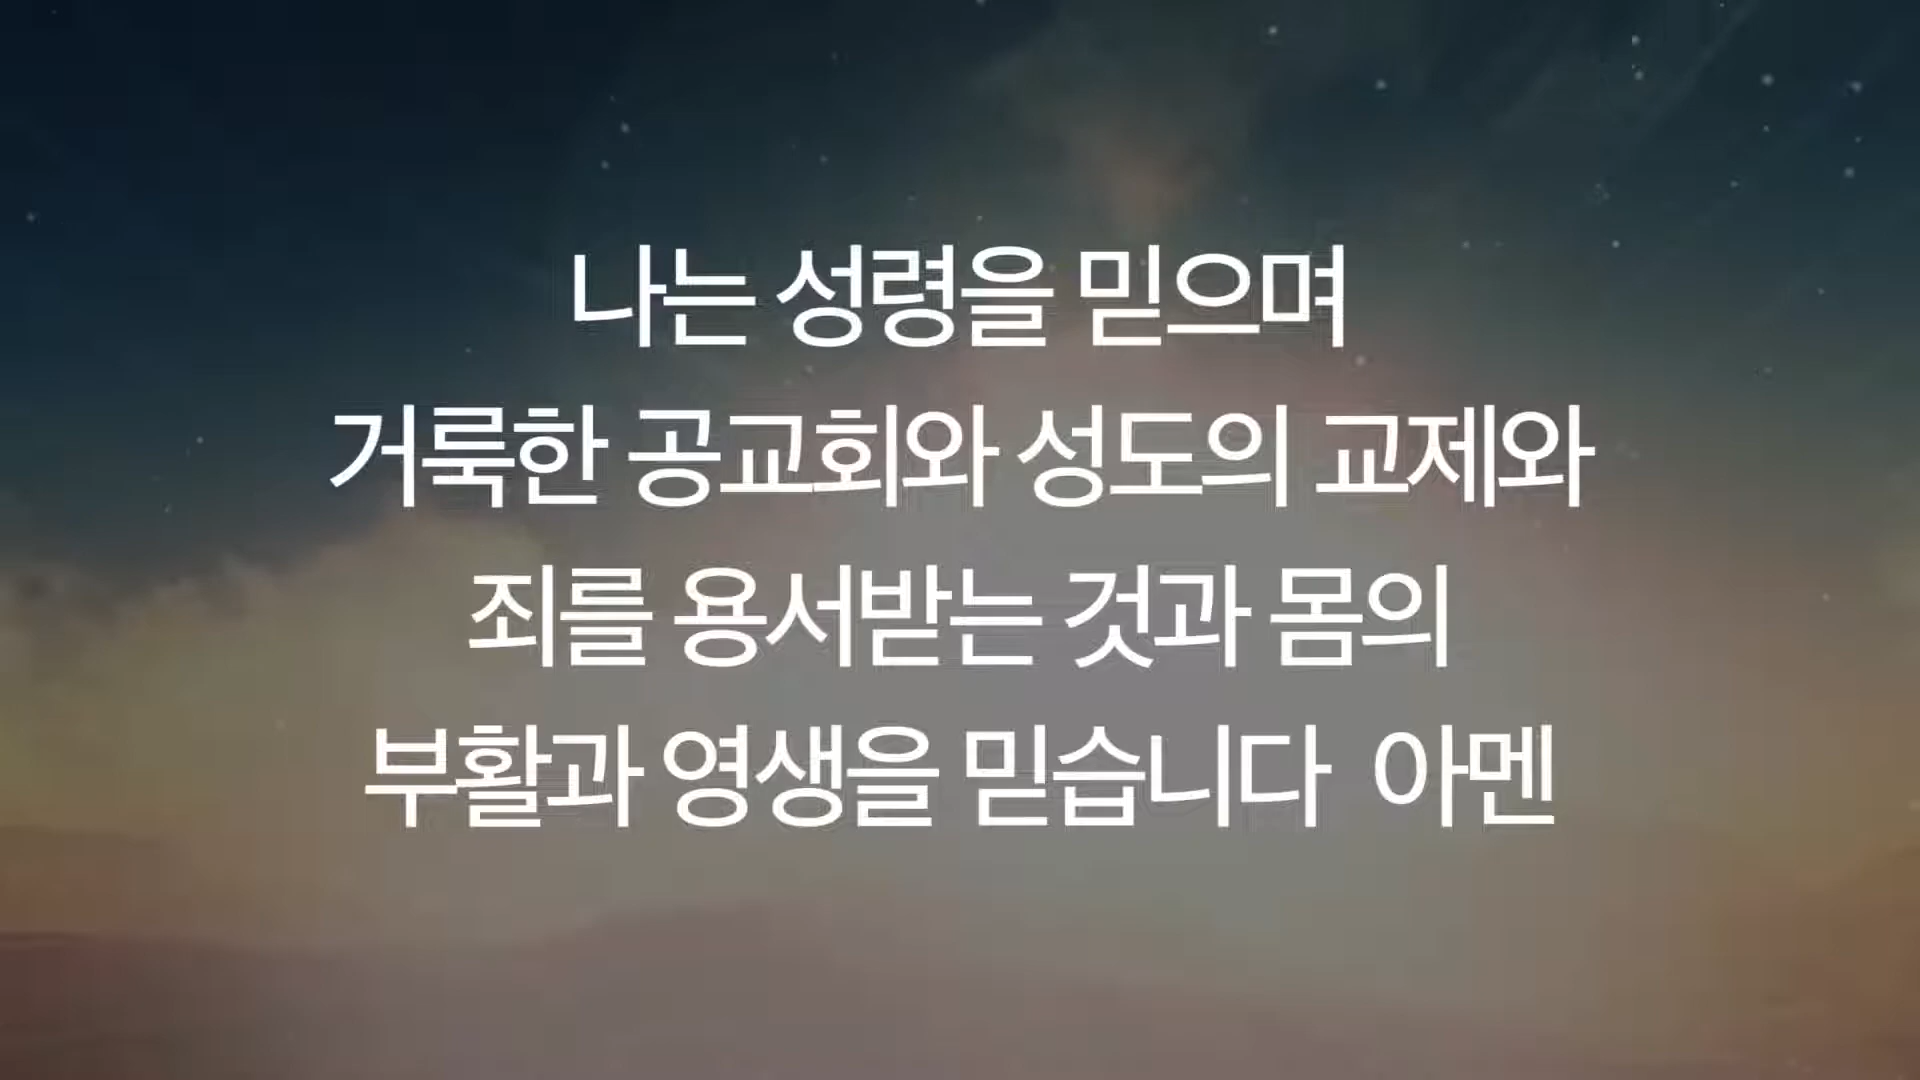 나는 성령을 믿으며
거룩한 공교회와 성도의 교제와
죄를 용서받는 것과 몸의
부활과 영생을 믿습니다 아멘